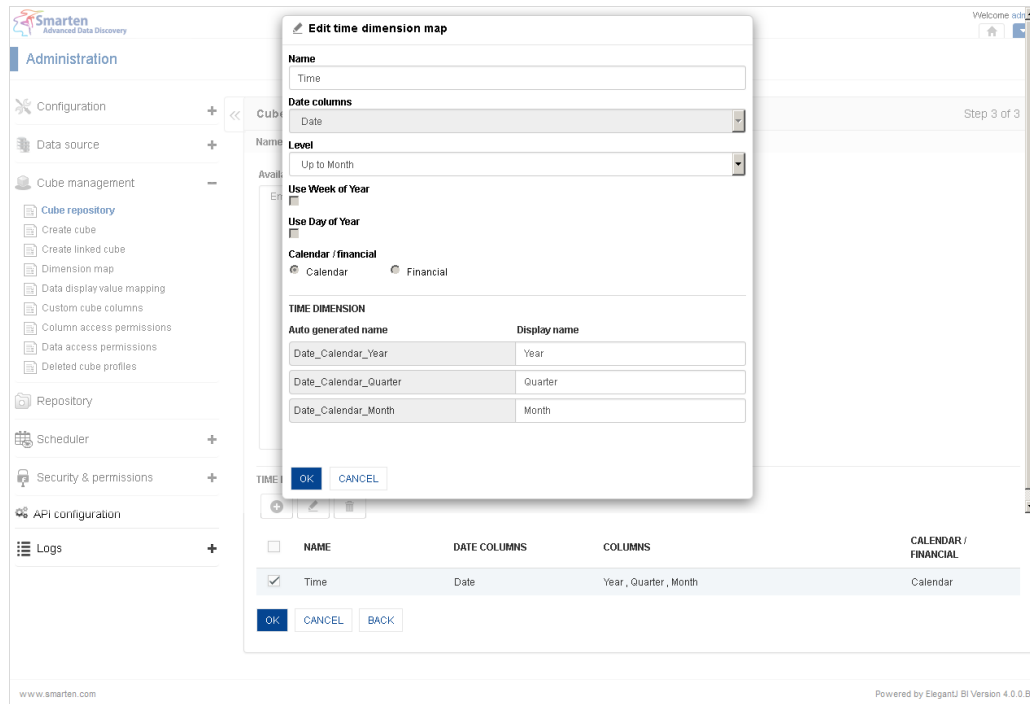 Smarten
Advanced Data Discovery
Welcome adm
Administration
Configuration
Data source
Cube management
Cube repository
Create cube
Create linked cube
Dimension map
Data display value mapping
Custom cube columns
Column access permissions
Data access permissions
Deleted cube profiles
Repository
Scheduler
Security & permissions
API configuration
Logs
Cube
Step 3 of 3
Name
Edit time dimension map
Name
Time
Date columns
Date
Level
Up to Month
Use Week of Year
Use Day of Year
Calendar / financial
Calendar Financial
TIME DIMENSION
Auto generated name Display name
Date_Calendar_Year Year
Date_Calendar_Quarter Quarter
Date_Calendar_Month Month
OK CANCEL
TIME
NAME DATE COLUMNS COLUMNS CALENDAR / FINANCIAL
Time Date Year , Quarter , Month Calendar
OK CANCEL BACK
www.smarten.com
Powered by ElegantJ BI Version 4.0.0.B